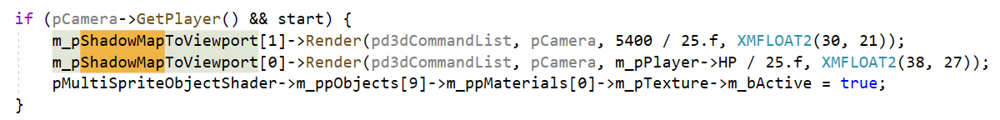 if (pCamera->GetPlayer() && start) {
    m_pShadowMapToViewport[1]->Render(pd3dCommandList, pCamera, 5400 / 25.f, XMFLOAT2(30, 21));
    m_pShadowMapToViewport[0]->Render(pd3dCommandList, pCamera, m_pPlayer->HP / 25.f, XMFLOAT2(38, 27));
    pMultiSpriteObjectShader->m_ppObjects[9]->m_ppMaterials[0]->m_pTexture->m_bActive = true;
}